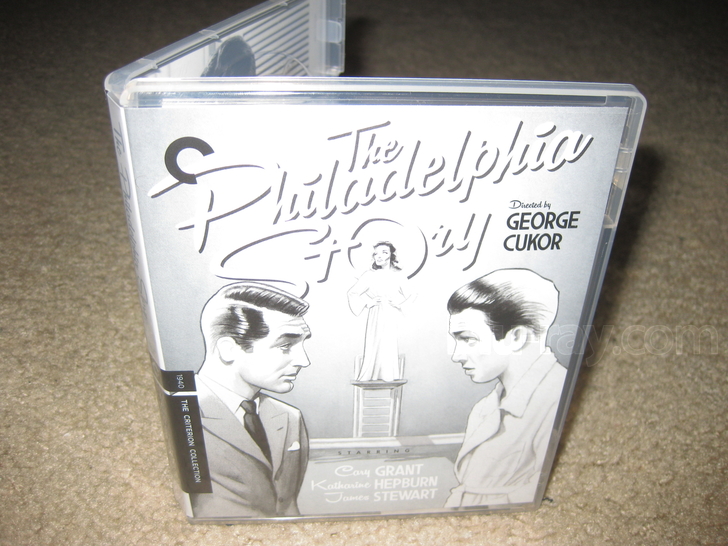 The
Philadelphia
Story
Directed by
GEORGE
CUKOR
1940
THE CRITERION COLLECTION
STARRING
Cary GRANT
Katharine HEPBURN
James STEWART